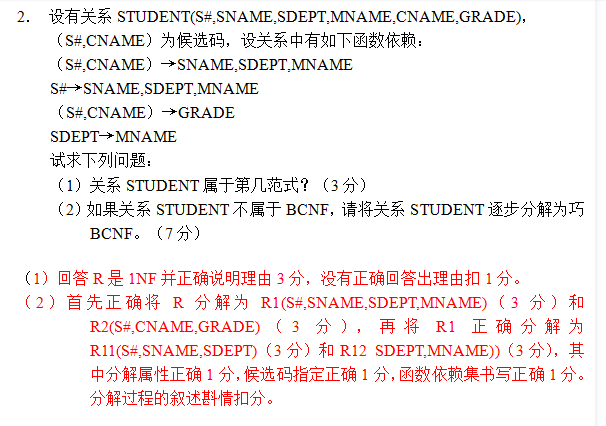 2. 设有关系 STUDENT(S#,SNAME,SDEPT,MNAME,CNAME,GRADE),
(S#,CNAME)为候选码，设关系中有如下函数依赖：
(S#,CNAME)→SNAME,SDEPT,MNAME
S#→SNAME,SDEPT,MNAME
(S#,CNAME)→GRADE
SDEPT→MNAME
试求下列问题：
(1)关系 STUDENT 属于第几范式？(3 分)
(2)如果关系 STUDENT 不属于 BCNF，请将关系 STUDENT 逐步分解为巧
BCNF。(7 分)
(1)回答 R 是 1NF 并正确说明理由 3 分，没有正确回答出理由扣 1 分。
(2)首先正确将 R 分解为 R1(S#,SNAME,SDEPT,MNAME)(3 分)和
R2(S#,CNAME,GRADE)(3 分)，再将 R1 正确分解为
R11(S#,SNAME,SDEPT)(3 分)和 R12 SDEPT,MNAME))(3 分)，其
中分解属性正确 1 分，候选码指定正确 1 分，函数依赖集书写正确 1 分。
分解过程的叙述斟情扣分。